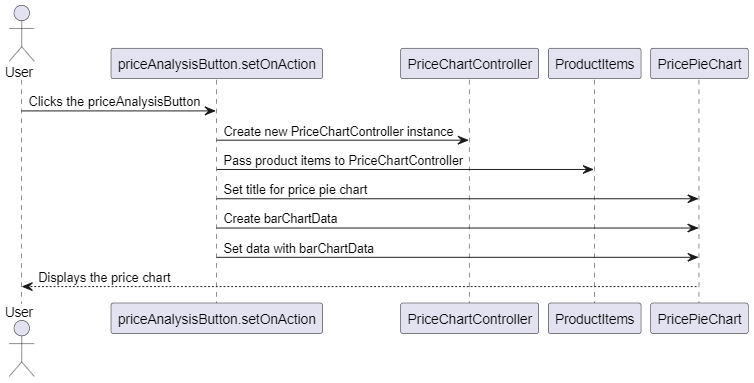 User
priceAnalysisButton.setOnAction
PriceChartController
ProductItems
PricePieChart
Clicks the priceAnalysisButton
Create new PriceChartController instance
Pass product items to PriceChartController
Set title for price pie chart
Create barChartData
Set data with barChartData
Displays the price chart
User
priceAnalysisButton.setOnAction
PriceChartController
ProductItems
PricePieChart